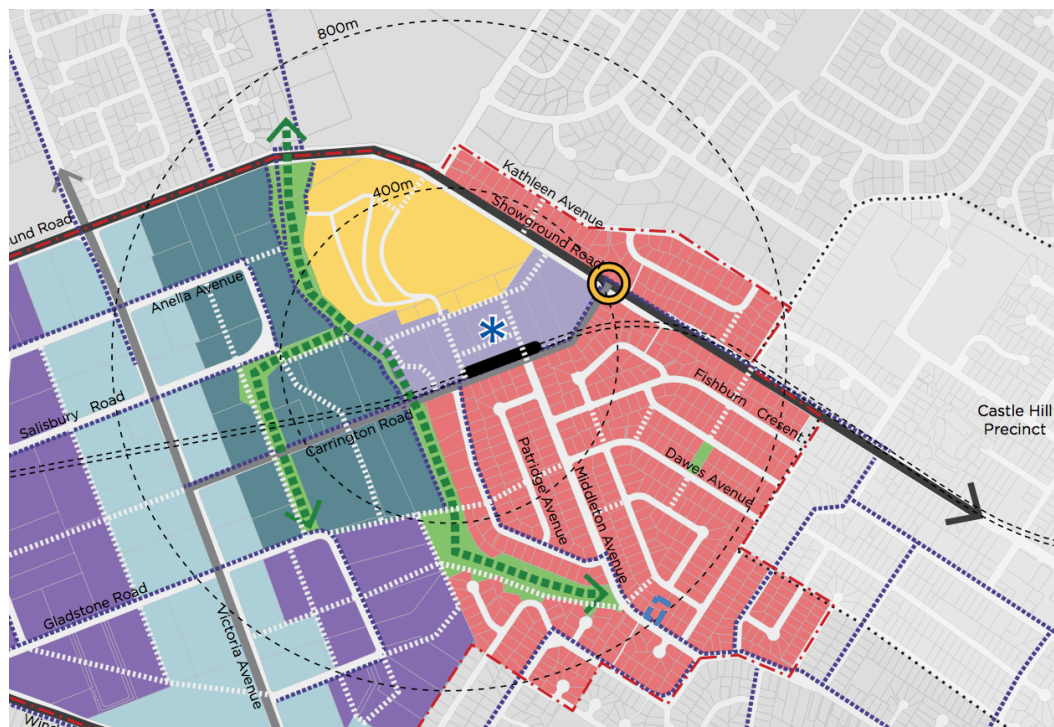 800m
Kathleen Avenue
400m
Showground Road
und Road
Anella Avenue
Fishburn Cresent
Castle Hill
Precinct
Salisbury Road
Carrington Road
Patridge Avenue
Middleton Avenue
Dawes Avenue
Gladstone Road
Victoria Avenue